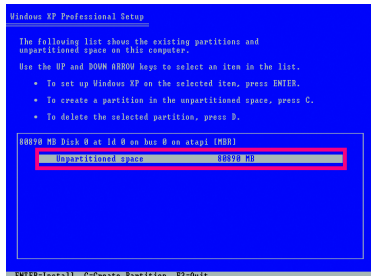 Windows XP Professional Setup
The following list shows the existing partitions and
unpartitioned space on this computer.
Use the UP and DOWN ARROW keys to select an item in the list.
• To set up Windows XP on the selected item, press ENTER.
• To create a partition in the unpartitioned space, press C.
• To delete the selected partition, press D.
80890 MB Disk 0 at Id 0 on bus 0 on atapi [MBR]
Unpartitioned space 80890 MB
ENTER=Install C=Create Partition F3=Quit